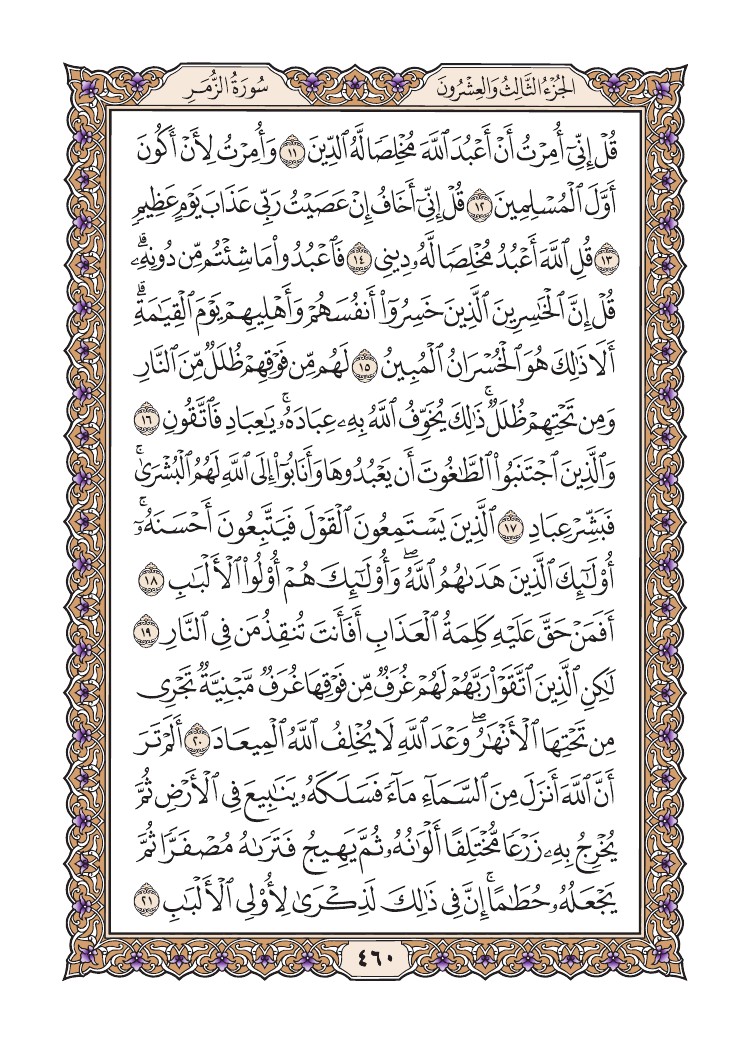 الجُزْءُ الثَّالِثُ وَالعِشْرُونَ
سُورَةُ الزُّمَر
قُلْ إِنِّيٓ أُمِرْتُ أَنْ أَعْبُدَ ٱللَّهَ مُخْلِصًا لَّهُ ٱلدِّينَ ١١ وَأُمِرْتُ لِأَنْ أَكُونَ
أَوَّلَ ٱلْمُسْلِمِينَ ١٢ قُلْ إِنِّيٓ أَخَافُ إِنْ عَصَيْتُ رَبِّي عَذَابَ يَوْمٍ عَظِيمٍ
١٣ قُلِ ٱللَّهَ أَعْبُدُ مُخْلِصًا لَّهُۥ دِينِي ١٤ فَٱعْبُدُوا۟ مَا شِئْتُم مِّن دُونِهِۦۗ
قُلْ إِنَّ ٱلْخَٰسِرِينَ ٱلَّذِينَ خَسِرُوٓا۟ أَنفُسَهُمْ وَأَهْلِيهِمْ يَوْمَ ٱلْقِيَٰمَةِۗ
أَلَا ذَٰلِكَ هُوَ ٱلْخُسْرَانُ ٱلْمُبِينُ ١٥ لَهُم مِّن فَوْقِهِمْ ظُلَلٌ مِّنَ ٱلنَّارِ
وَمِن تَحْتِهِمْ ظُلَلٌۚ ذَٰلِكَ يُخَوِّفُ ٱللَّهُ بِهِۦ عِبَادَهُۥۚ يَٰعِبَادِ فَٱتَّقُونِ ١٦
وَٱلَّذِينَ ٱجْتَنَبُوا۟ ٱلطَّٰغُوتَ أَن يَعْبُدُوهَا وَأَنَابُوٓا۟ إِلَى ٱللَّهِ لَهُمُ ٱلْبُشْرَىٰۚ
فَبَشِّرْ عِبَادِ ١٧ ٱلَّذِينَ يَسْتَمِعُونَ ٱلْقَوْلَ فَيَتَّبِعُونَ أَحْسَنَهُۥٓۚ
أُو۟لَٰٓئِكَ ٱلَّذِينَ هَدَىٰهُمُ ٱللَّهُۖ وَأُو۟لَٰٓئِكَ هُمْ أُو۟لُوا۟ ٱلْأَلْبَٰبِ ١٨
أَفَمَنْ حَقَّ عَلَيْهِ كَلِمَةُ ٱلْعَذَابِ أَفَأَنتَ تُنقِذُ مَن فِي ٱلنَّارِ ١٩
لَٰكِنِ ٱلَّذِينَ ٱتَّقَوْا۟ رَبَّهُمْ لَهُمْ غُرَفٌ مِّن فَوْقِهَا غُرَفٌ مَّبْنِيَّةٌ تَجْرِي
مِن تَحْتِهَا ٱلْأَنْهَٰرُۖ وَعْدَ ٱللَّهِ لَا يُخْلِفُ ٱللَّهُ ٱلْمِيعَادَ ٢٠ أَلَمْ تَرَ
أَنَّ ٱللَّهَ أَنزَلَ مِنَ ٱلسَّمَآءِ مَآءً فَسَلَكَهُۥ يَنَٰبِيعَ فِي ٱلْأَرْضِ ثُمَّ
يُخْرِجُ بِهِۦ زَرْعًا مُّخْتَلِفًا أَلْوَٰنُهُۥ ثُمَّ يَهِيجُ فَتَرَىٰهُ مُصْفَرًّا ثُمَّ
يَجْعَلُهُۥ حُطَٰمًاۚ إِنَّ فِي ذَٰلِكَ لَذِكْرَىٰ لِأُو۟لِي ٱلْأَلْبَٰبِ ٢١
٤٦٠